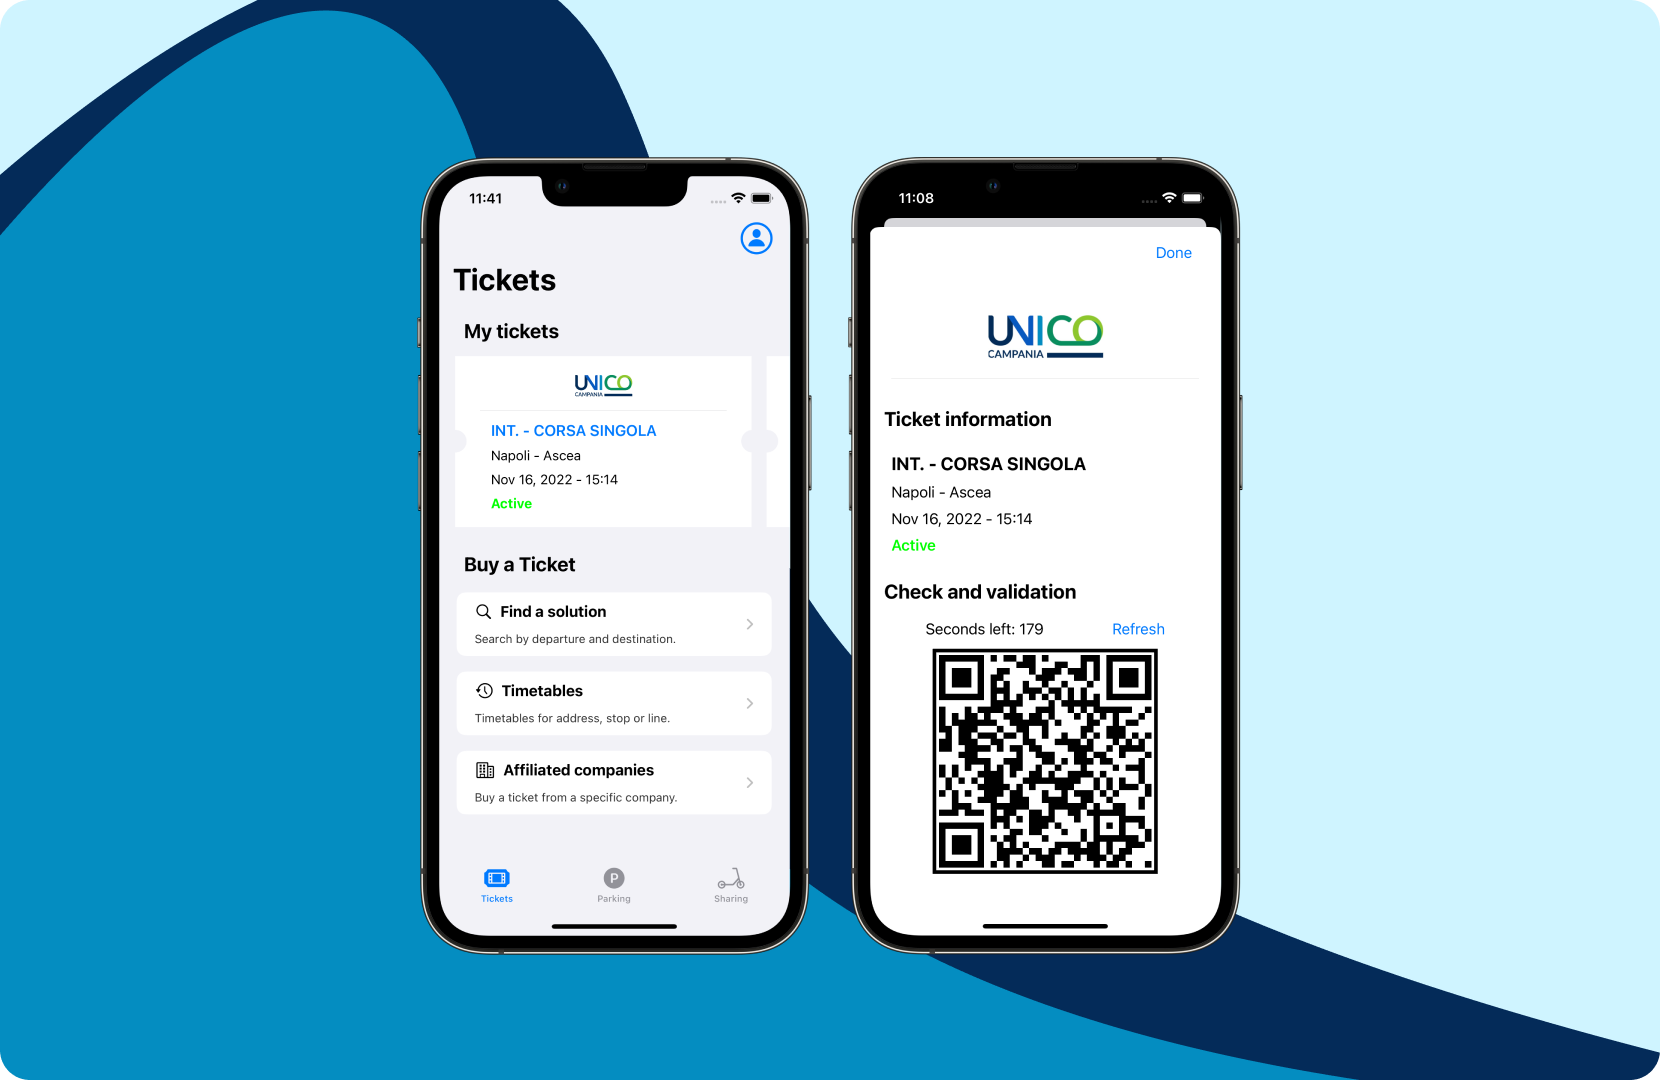 11:41
Tickets
My tickets
UNICO
CAMPANIA
INT. - CORSA SINGOLA
Napoli - Ascea
Nov 16, 2022 - 15:14
Active
Buy a Ticket
Find a solution
Search by departure and destination.
Timetables
Timetables for address, stop or line.
Affiliated companies
Buy a ticket from a specific company.
Tickets
P
Parking
Sharing
11:08
Done
UNICO
CAMPANIA
Ticket information
INT. - CORSA SINGOLA
Napoli - Ascea
Nov 16, 2022 - 15:14
Active
Check and validation
Seconds left: 179
Refresh